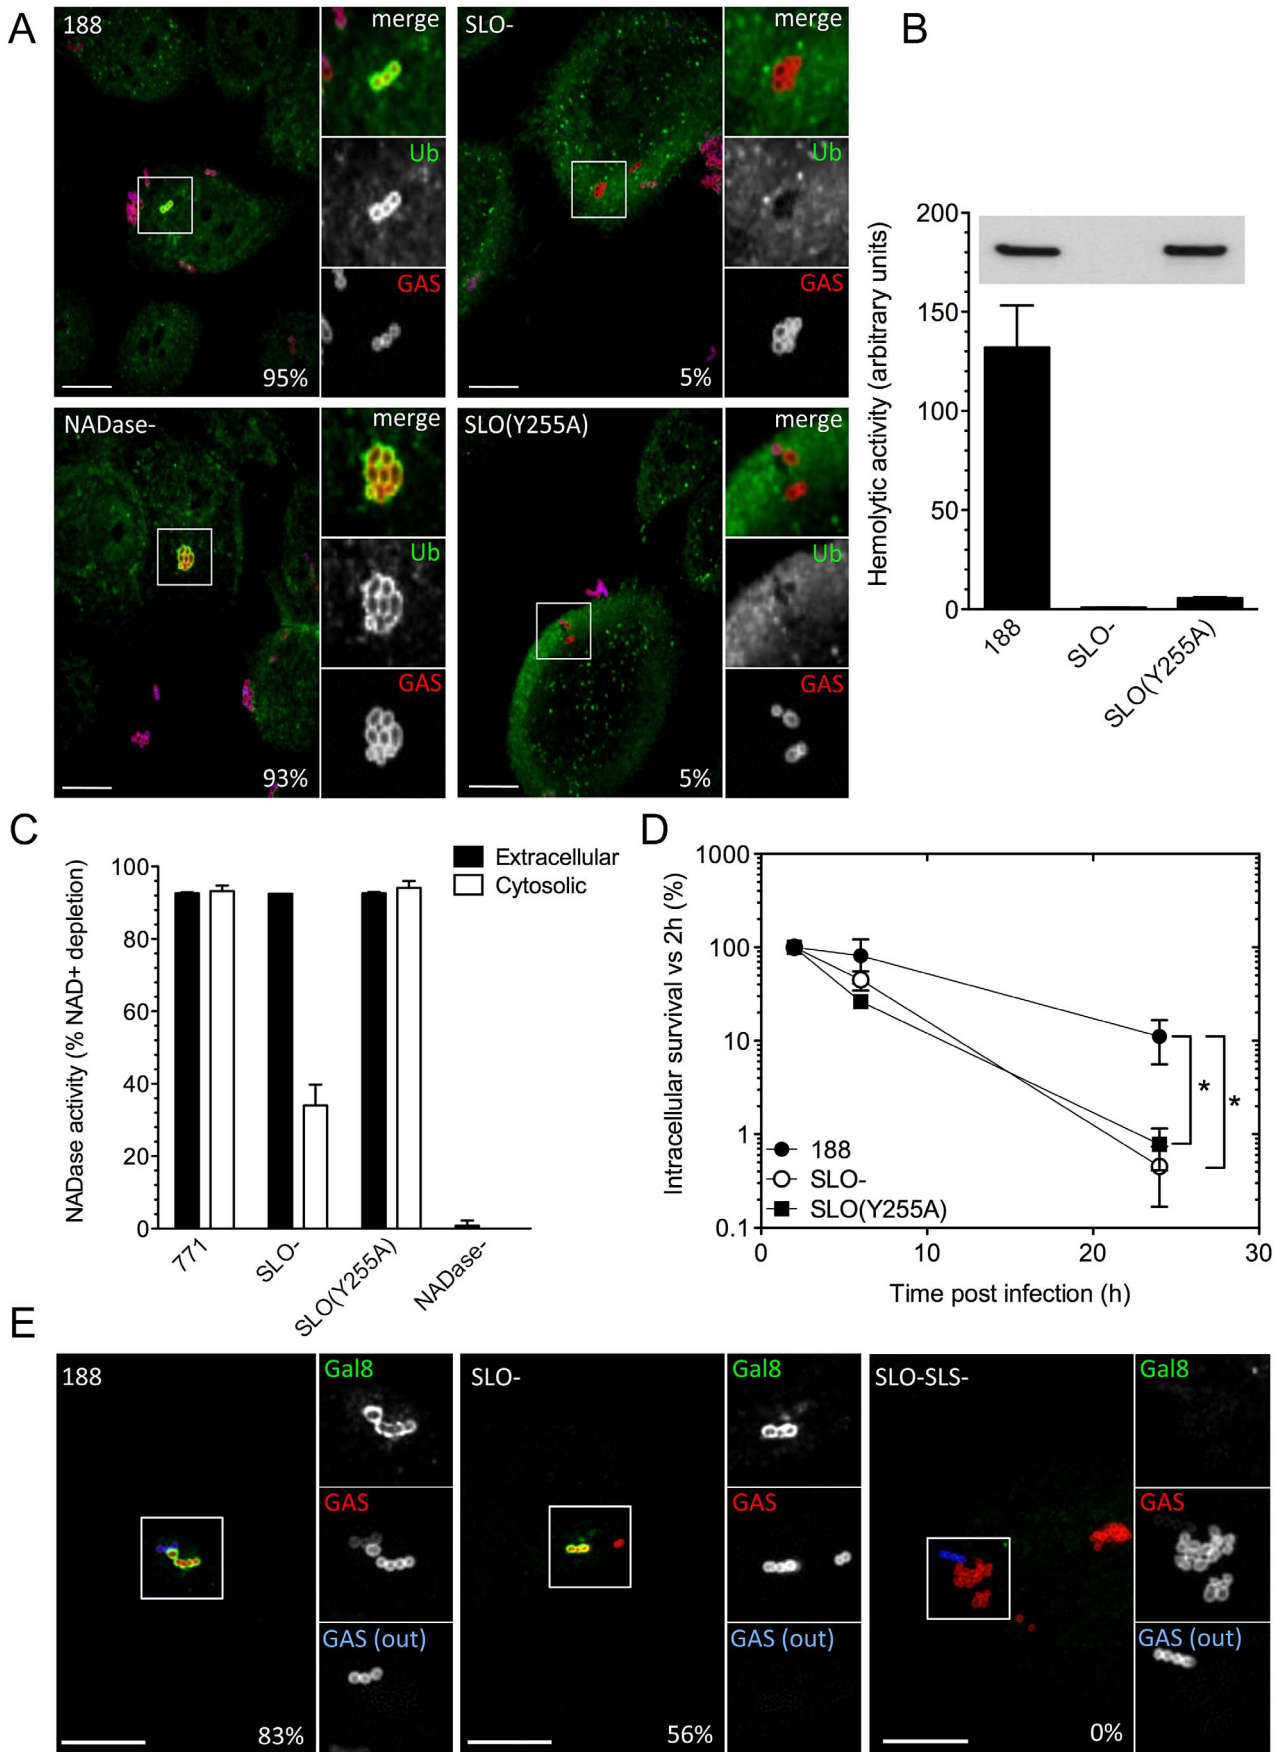 A
188
merge
Ub
GAS
95%
SLO-
merge
Ub
GAS
5%
NADase-
merge
Ub
GAS
93%
SLO(Y255A)
merge
Ub
GAS
5%
B
Hemolytic activity (arbitrary units)
200
150
100
50
0
188
SLO-
SLO(Y255A)
C
NADase activity (% NAD+ depletion)
100
80
60
40
20
0
771
SLO-
SLO(Y255A)
NADase-
Extracellular
Cytosolic
D
Intracellular survival vs 2h (%)
1000
100
10
1
0.1
0
10
20
30
Time post infection (h)
188
SLO-
SLO(Y255A)
*
*
E
188
Gal8
GAS
GAS (out)
83%
SLO-
Gal8
GAS
GAS (out)
56%
SLO-SLS-
Gal8
GAS
GAS (out)
0%